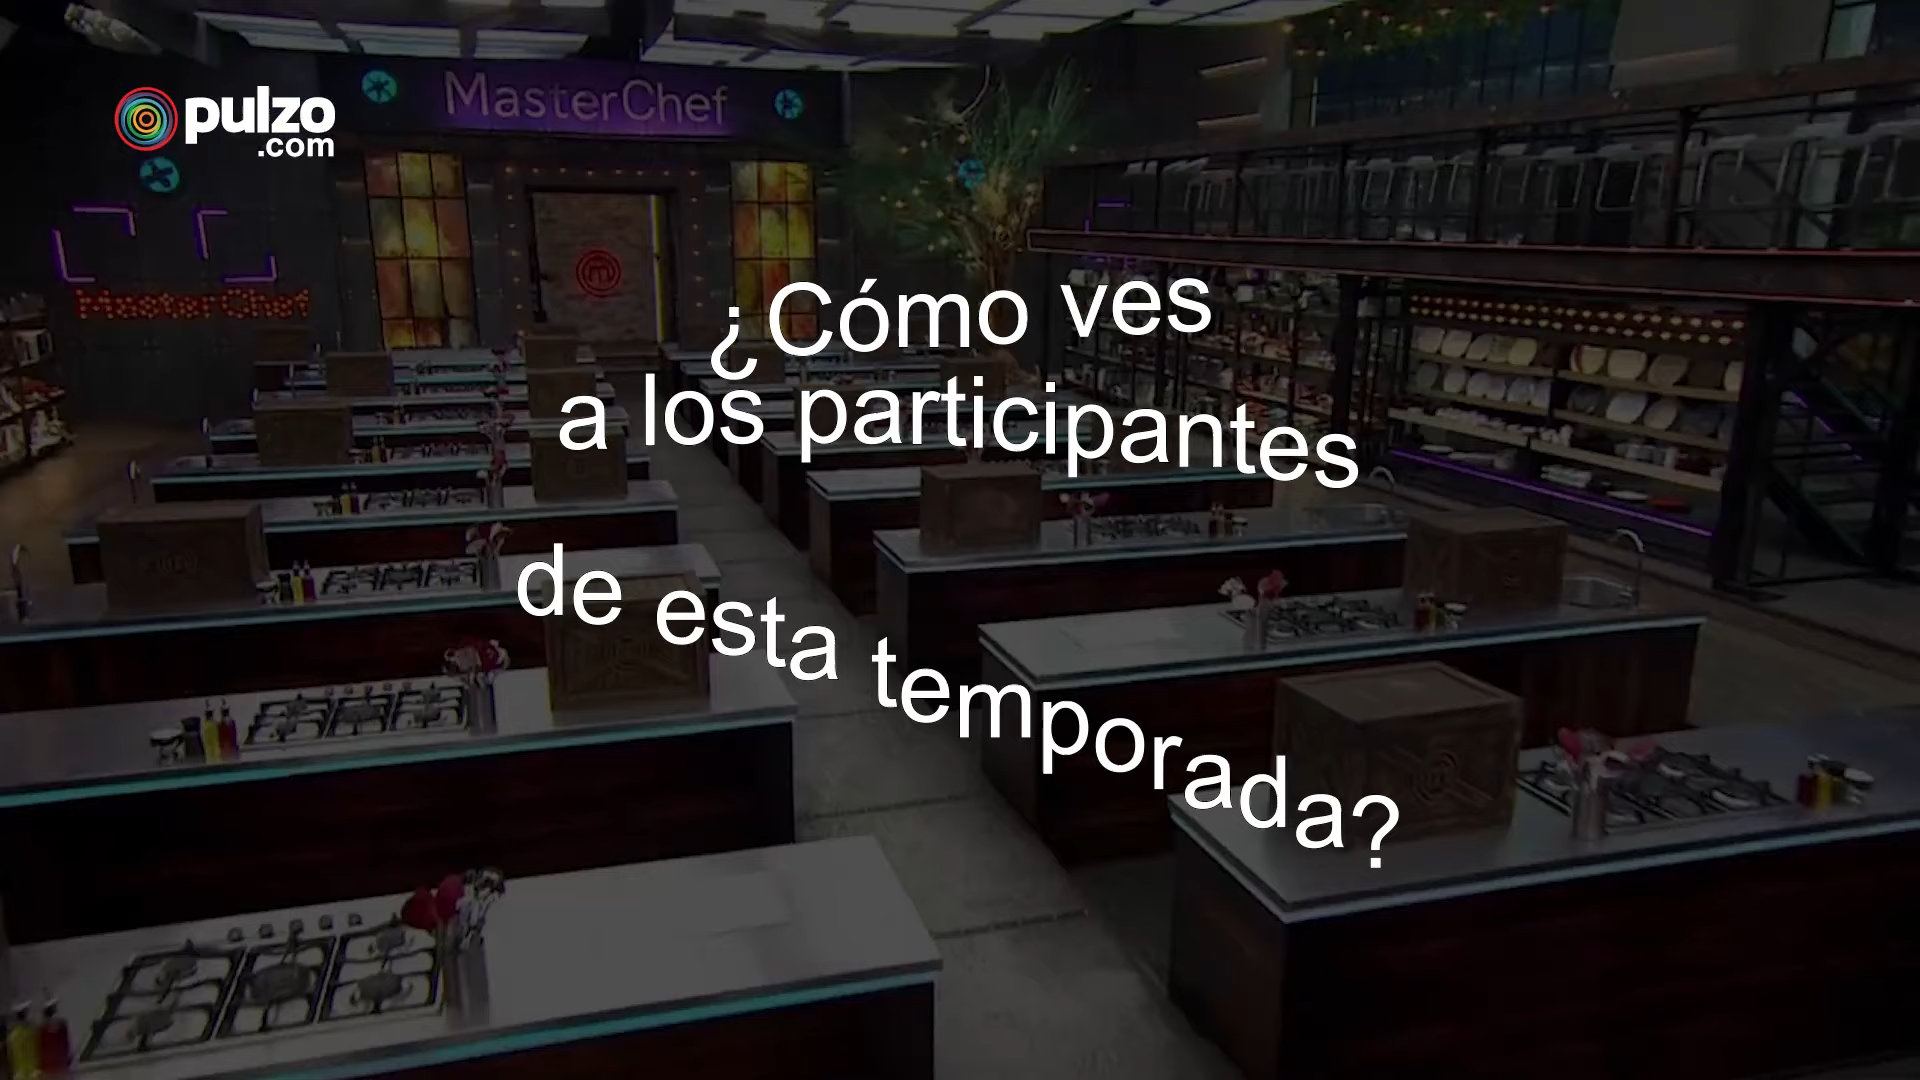 pulzo
.com
MasterChef
MasterChef
¿Cómo ves
a los participantes
de esta temporada?